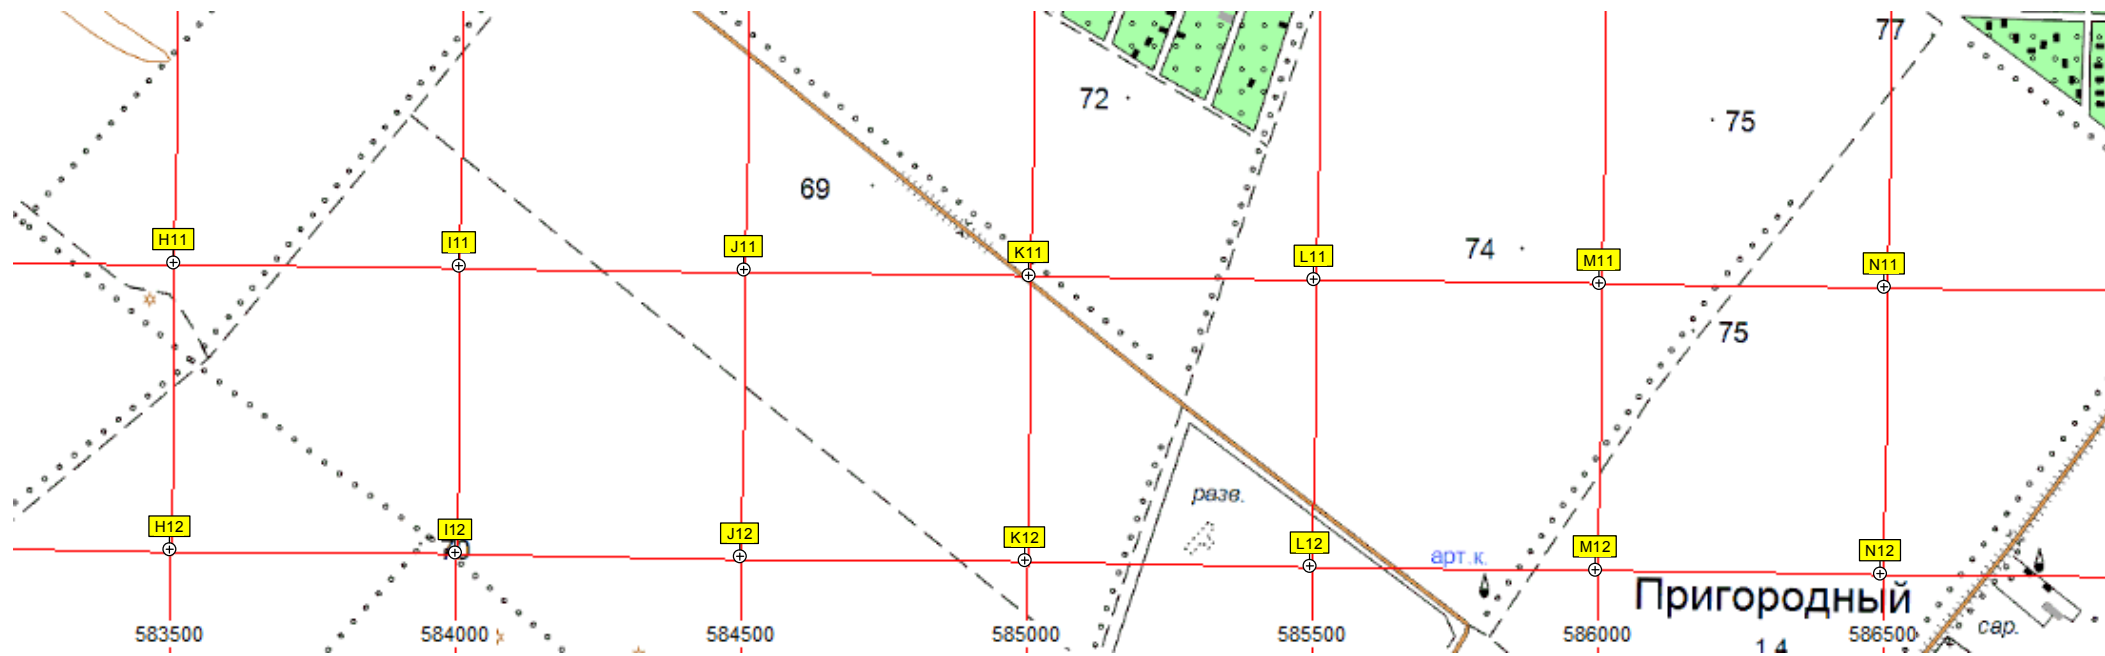 77
72
75
69
H11
I11
J11
K11
L11
74
M11
N11
75
разв.
H12
I12
J12
K12
L12
арт.к.
M12
N12
Пригородный
583500
584000
584500
585000
585500
586000
586500
сар.